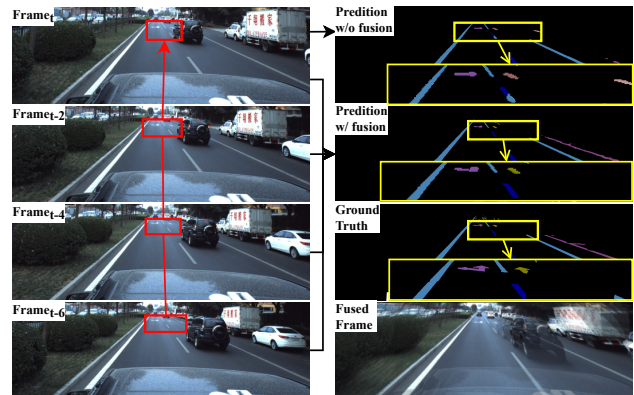 Frame_t
Predition
w/o fusion
Frame_t-2
Predition
w/ fusion
Frame_t-4
Ground
Truth
Frame_t-6
Fused
Frame